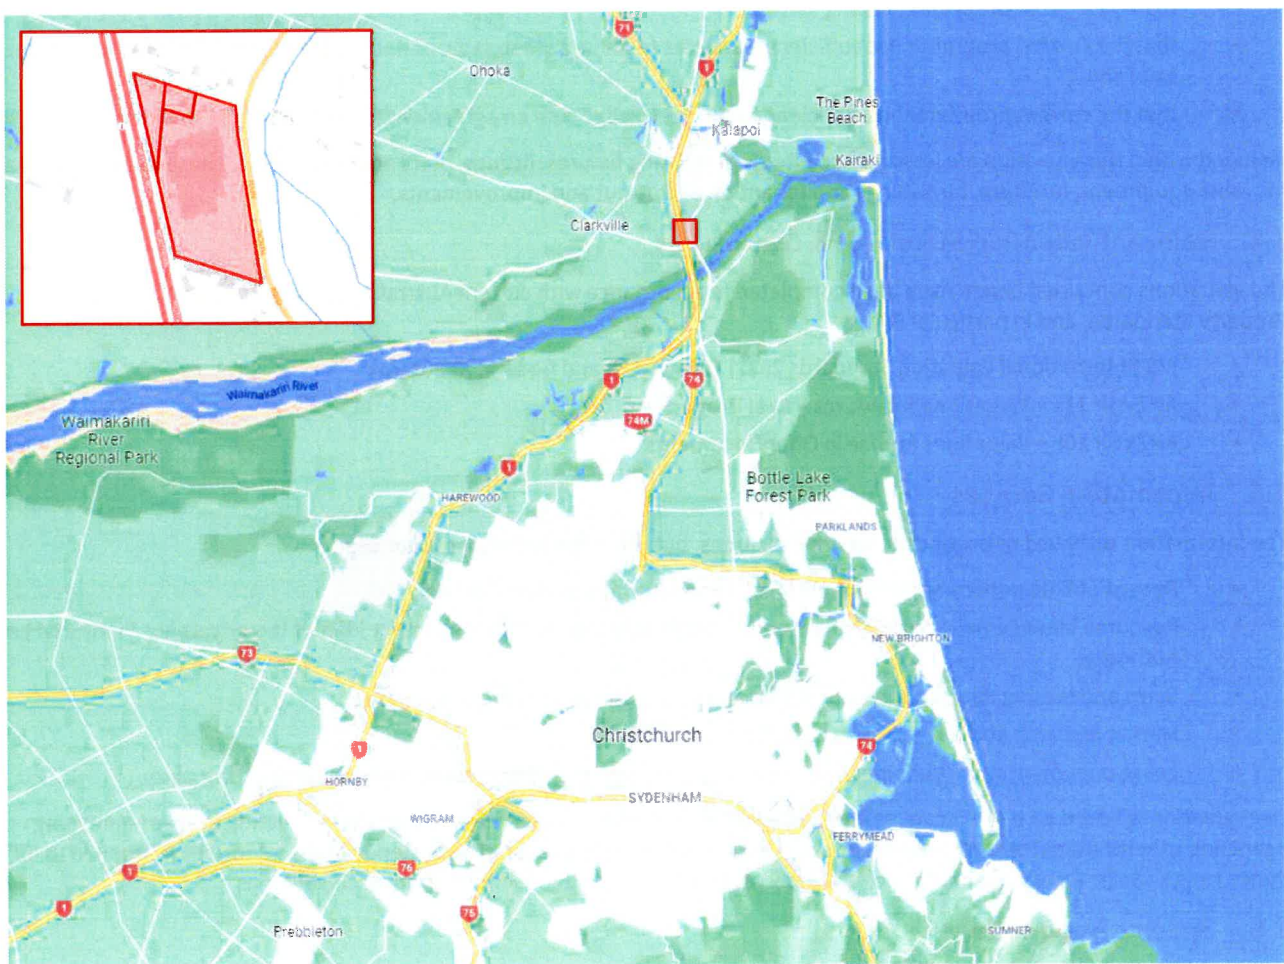 71
1
Ohoka
The Pines
Beach
Kaiapoi
Kairaki
Clarkville
1
74
74M
Waimakariri River
Waimakariri
River
Regional Park
1
HAREWOOD
Bottle Lake
Forest Park
PARKLANDS
NEW BRIGHTON
73
Christchurch
1
74
HORNBY
SYDENHAM
WIGRAM
FERRYMEAD
1
76
1
75
Prebbleton
SUMNER